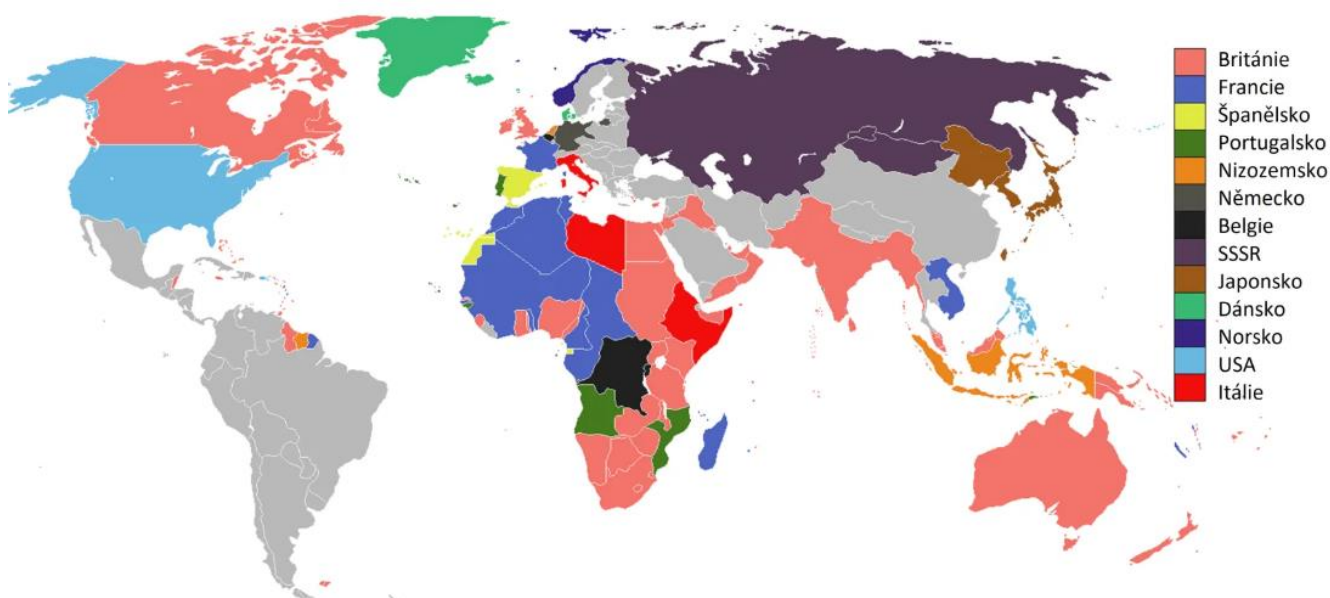 Británie
Francie
Španělsko
Portugalsko
Nizozemsko
Německo
Belgie
SSSR
Japonsko
Dánsko
Norsko
USA
Itálie